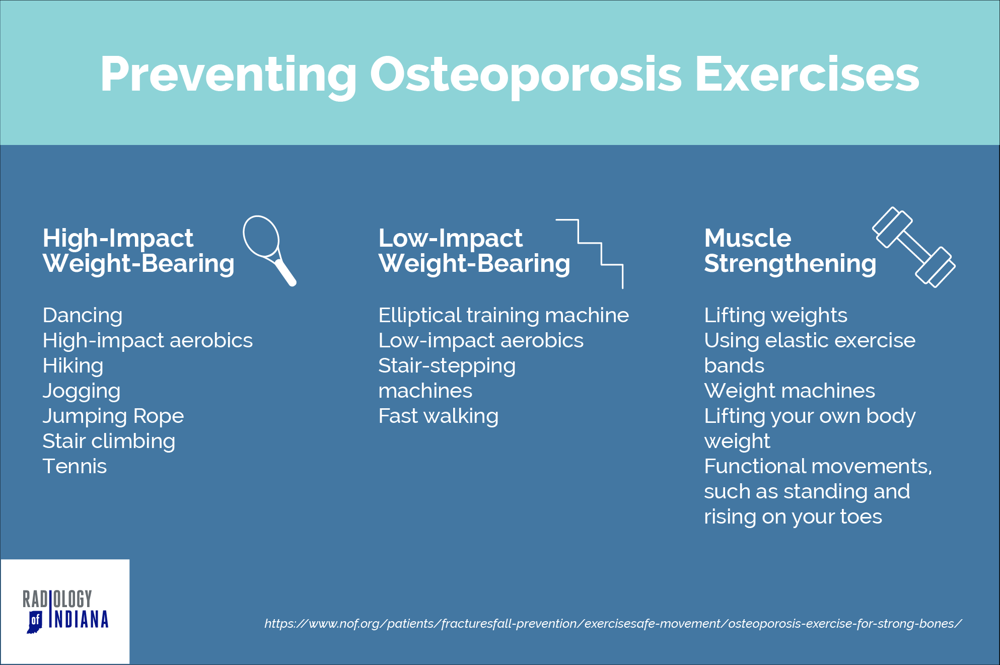 Preventing Osteoporosis Exercises
High-Impact
Weight-Bearing
Dancing
High-impact aerobics
Hiking
Jogging
Jumping Rope
Stair climbing
Tennis
Low-Impact
Weight-Bearing
Elliptical training machine
Low-impact aerobics
Stair-stepping
machines
Fast walking
Muscle
Strengthening
Lifting weights
Using elastic exercise
bands
Weight machines
Lifting your own body
weight
Functional movements,
such as standing and
rising on your toes
RADIOLOGY
of INDIANA
https://www.nof.org/patients/fracturesfall-prevention/exercisesafe-movement/osteoporosis-exercise-for-strong-bones/